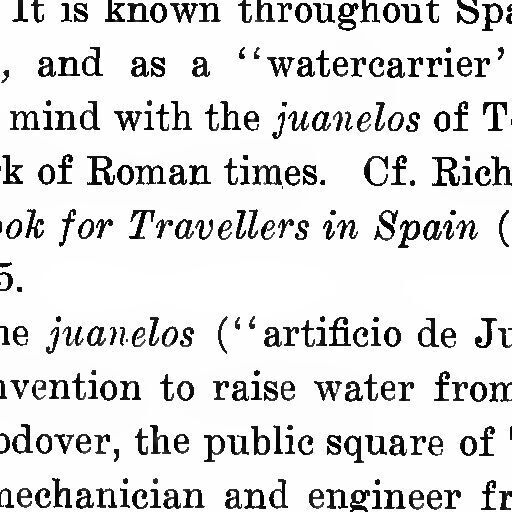 It is known throughout Spa
, and as a ‘‘watercarrier’
mind with the juanelos of T
k of Roman times. Cf. Rich
ook for Travellers in Spain (
5.
he juanelos (‘‘artificio de Ju
nvention to raise water from
odover, the public square of
mechanician and engineer fr